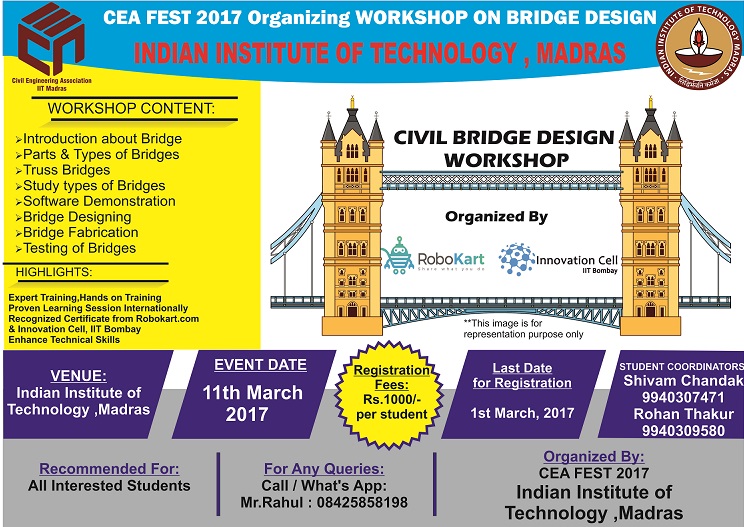 CEA FEST 2017 Organizing WORKSHOP ON BRIDGE DESIGN
INDIAN INSTITUTE OF TECHNOLOGY , MADRAS
Civil Engineering Association
IIT Madras
INDIAN INSTITUTE OF TECHNOLOGY MADRAS
WORKSHOP CONTENT:
➢Introduction about Bridge
➢Parts & Types of Bridges
➢Truss Bridges
➢Study types of Bridges
➢Software Demonstration
➢Bridge Designing
➢Bridge Fabrication
➢Testing of Bridges
HIGHLIGHTS:
Expert Training,Hands on Training
Proven Learning Session Internationally
Recognized Certificate from Robokart.com
& Innovation Cell, IIT Bombay
Enhance Technical Skills
CIVIL BRIDGE DESIGN
WORKSHOP
Organized By
RoboKart
Share what you do
Innovation Cell
IIT Bombay
**This image is for
representation purpose only
VENUE:
Indian Institute of
Technology ,Madras
EVENT DATE
11th March
2017
Registration
Fees:
Rs.1000/-
per student
Last Date
for Registration
1st March, 2017
STUDENT COORDINATORS
Shivam Chandak
9940307471
Rohan Thakur
9940309580
Recommended For:
All Interested Students
For Any Queries:
Call / What's App:
Mr.Rahul : 08425858198
Organized By:
CEA FEST 2017
Indian Institute of
Technology ,Madras